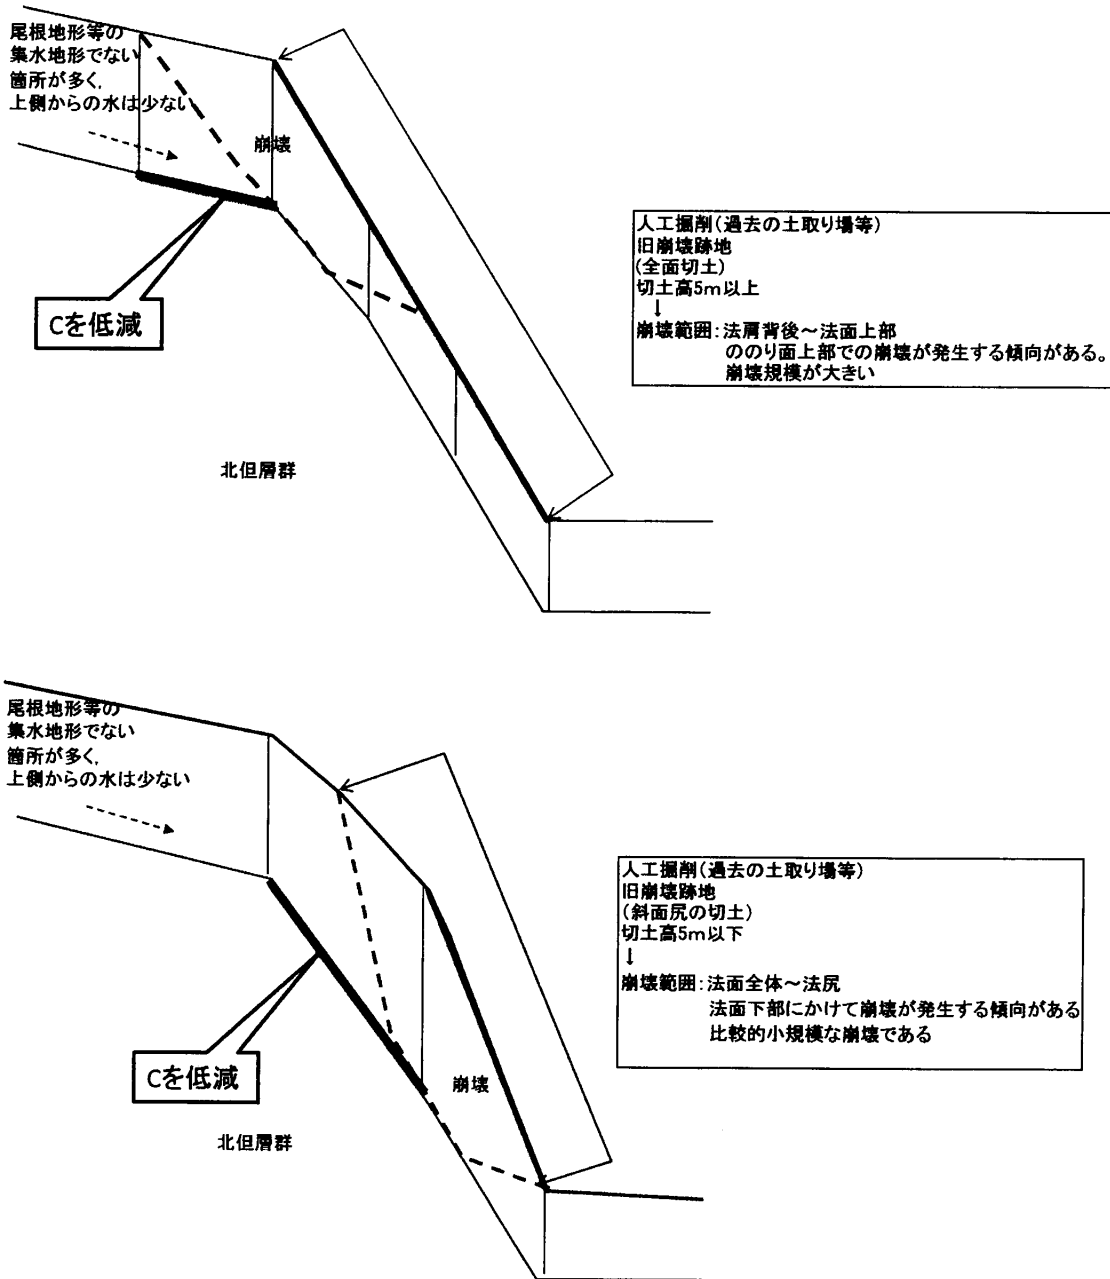 尾根地形等の
集水地形でない
箇所が多く,
上側からの水は少ない
崩壊
Cを低減
北但層群
人工掘削(過去の土取り場等)
旧崩壊跡地
(全面切土)
切土高5m以上
↓
崩壊範囲:法肩背後~法面上部
ののり面上部での崩壊が発生する傾向がある。
崩壊規模が大きい
尾根地形等の
集水地形でない
箇所が多く,
上側からの水は少ない
崩壊
Cを低減
北但層群
人工掘削(過去の土取り場等)
旧崩壊跡地
(斜面尻の切土)
切土高5m以下
↓
崩壊範囲:法面全体~法尻
法面下部にかけて崩壊が発生する傾向がある
比較的小規模な崩壊である